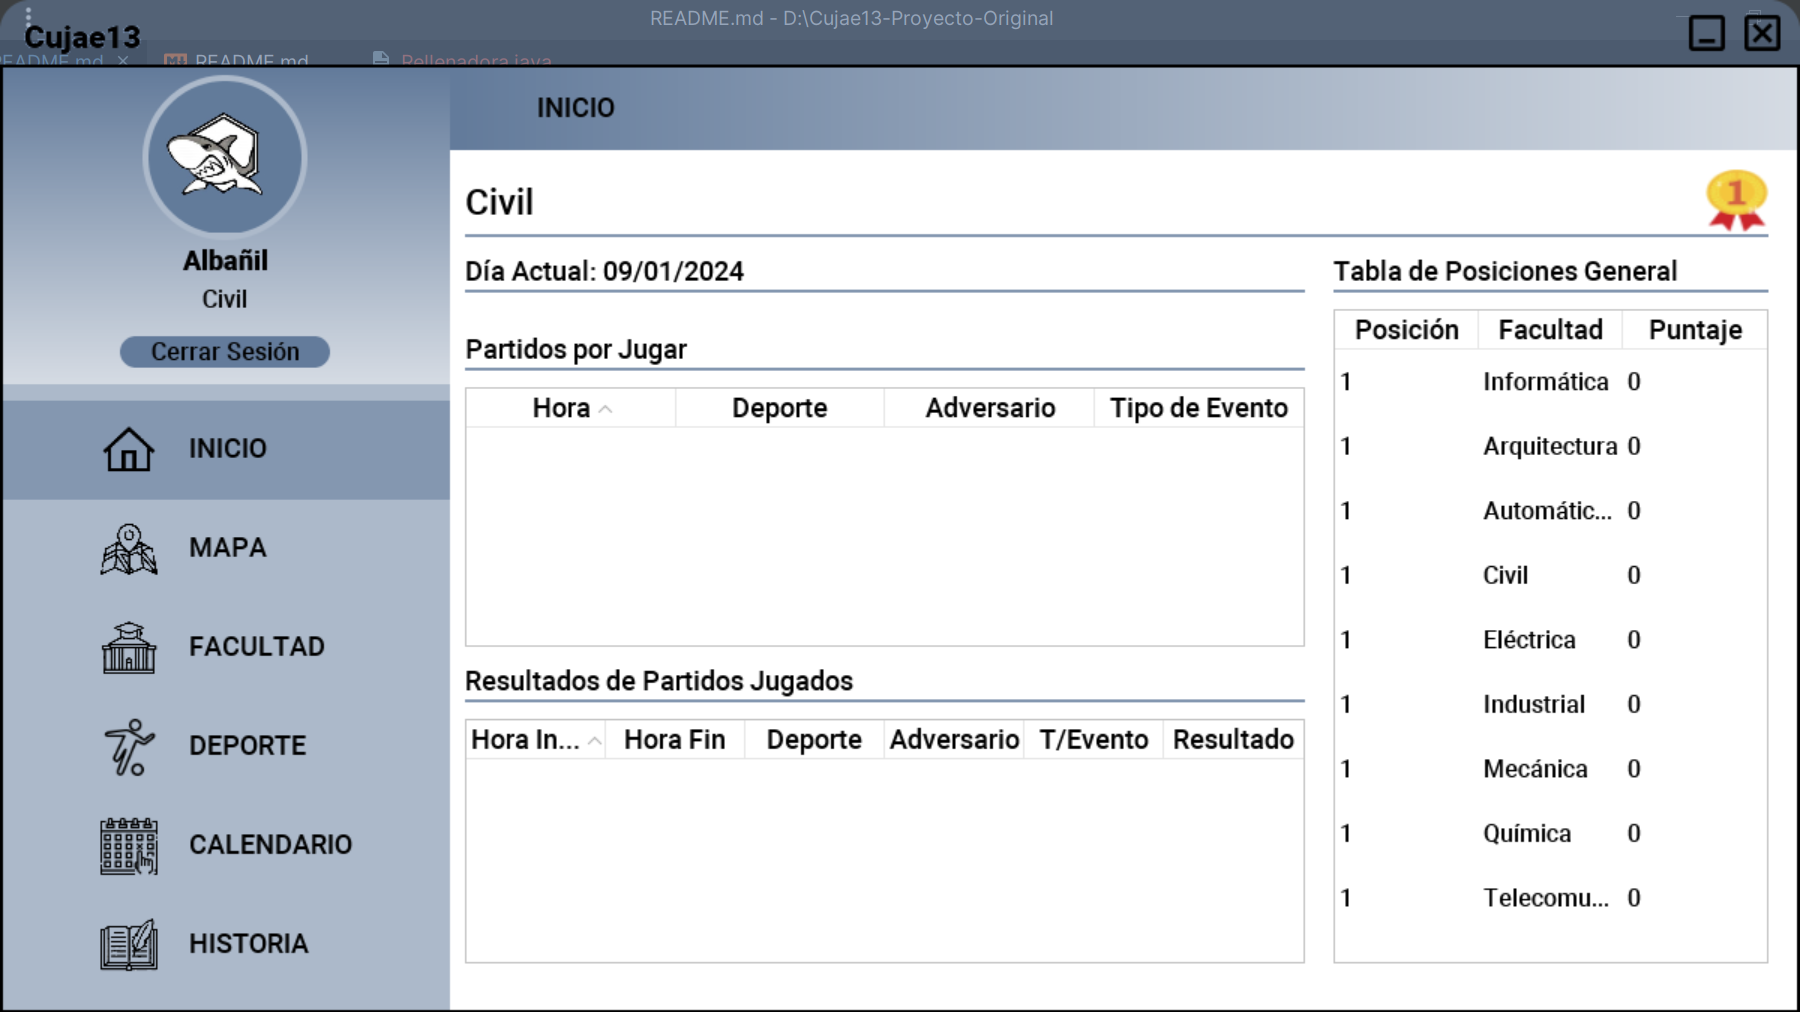 README.md - D:\Cujae13-Proyecto-Original
Cujae13
README.md
README.md
Rellenadora.java
Albañil
Civil
Cerrar Sesión
INICIO
MAPA
FACULTAD
DEPORTE
CALENDARIO
HISTORIA
INICIO
Civil
1
Día Actual: 09/01/2024
Partidos por Jugar
Hora Deporte Adversario Tipo de Evento
Resultados de Partidos Jugados
Hora In... Hora Fin Deporte Adversario T/Evento Resultado
Tabla de Posiciones General
Posición Facultad Puntaje
1 Informática 0
1 Arquitectura 0
1 Automátic... 0
1 Civil 0
1 Eléctrica 0
1 Industrial 0
1 Mecánica 0
1 Química 0
1 Telecomu... 0